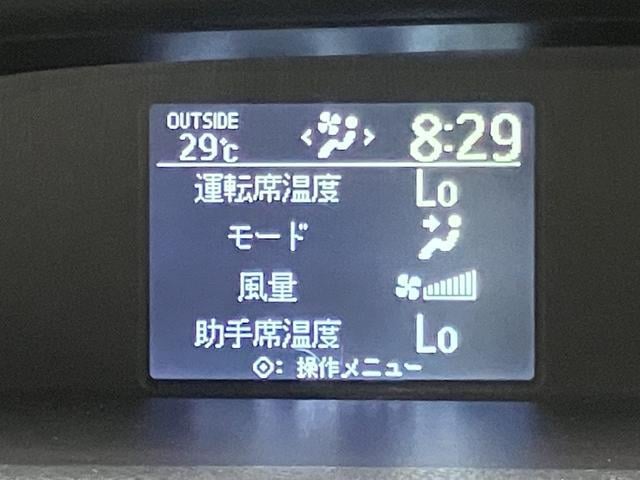 OUTSIDE
29℃
8:29
運転席温度 Lo
モード
風量
助手席温度 Lo
: 操作メニュー